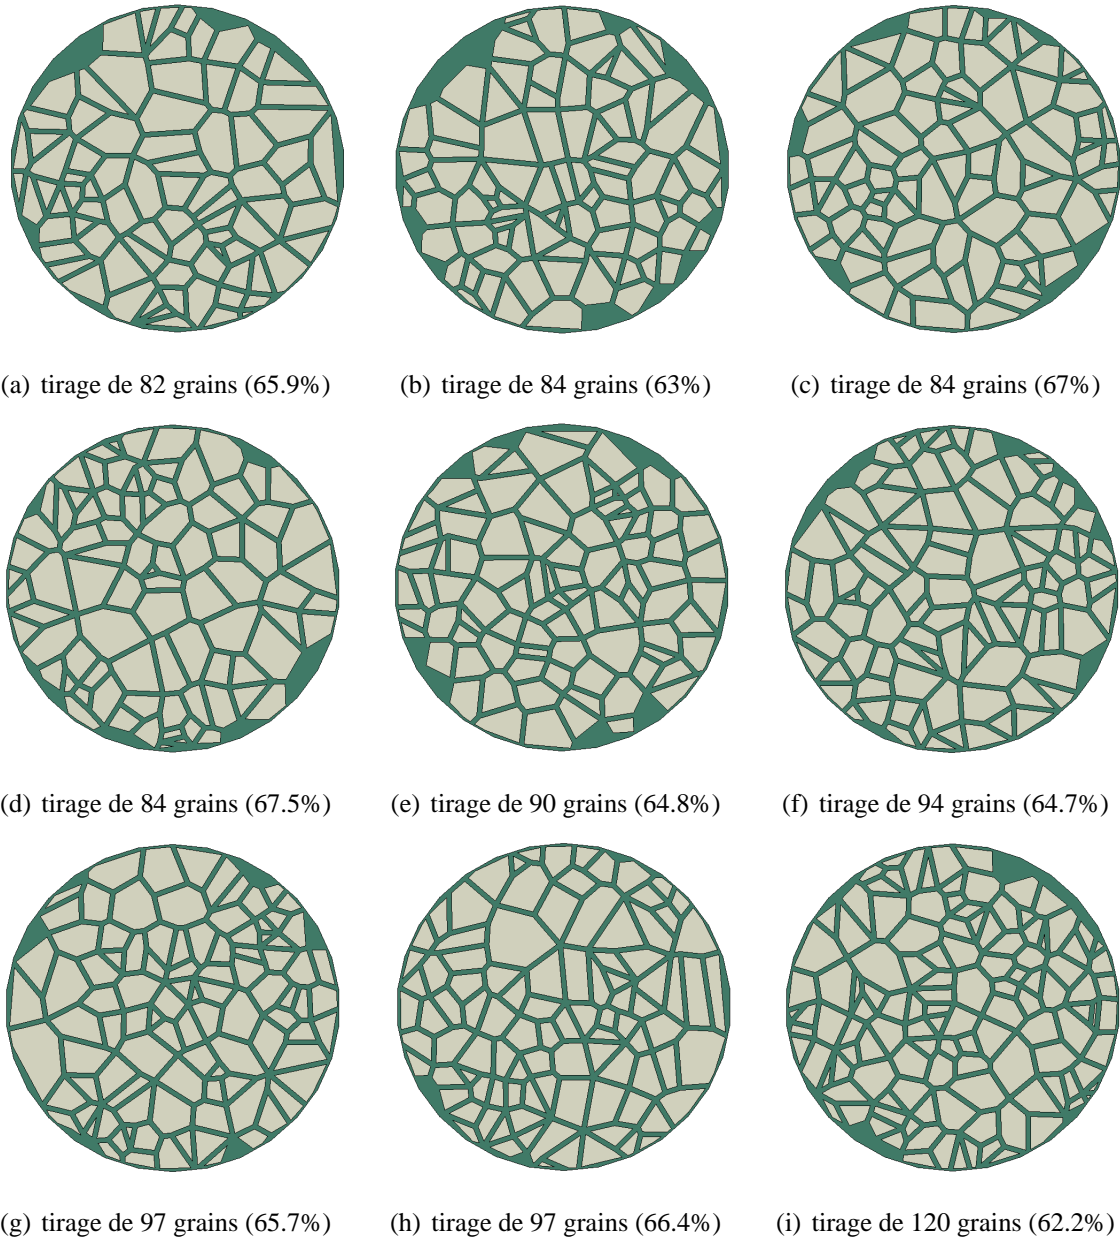 (a) tirage de 82 grains (65.9%)
(b) tirage de 84 grains (63%)
(c) tirage de 84 grains (67%)
(d) tirage de 84 grains (67.5%)
(e) tirage de 90 grains (64.8%)
(f) tirage de 94 grains (64.7%)
(g) tirage de 97 grains (65.7%)
(h) tirage de 97 grains (66.4%)
(i) tirage de 120 grains (62.2%)